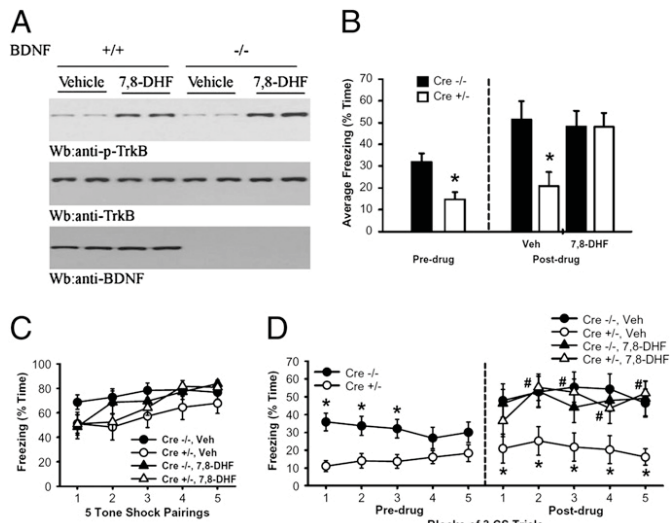 A
BDNF +/+ -/-
Vehicle 7,8-DHF Vehicle 7,8-DHF
Wb:anti-p-TrkB
Wb:anti-TrkB
Wb:anti-BDNF
B
Cre -/-
Cre +/-
Average Freezing (% Time)
70
60
50
40
30
20
10
0
*
*
Veh 7,8-DHF
Pre-drug Post-drug
C
Freezing (% Time)
100
80
60
40
20
0
Cre -/-, Veh
Cre +/-, Veh
Cre -/-, 7,8-DHF
Cre +/-, 7,8-DHF
1 2 3 4 5
5 Tone Shock Pairings
D
Cre -/-, Veh
Cre +/-, Veh
Cre -/-, 7,8-DHF
Cre +/-, 7,8-DHF
Freezing (% Time)
70
60
50
40
30
20
10
0
Cre -/-
Cre +/-
* * *
# # # #
* * * * *
1 2 3 4 5 1 2 3 4 5
Pre-drug Post-drug